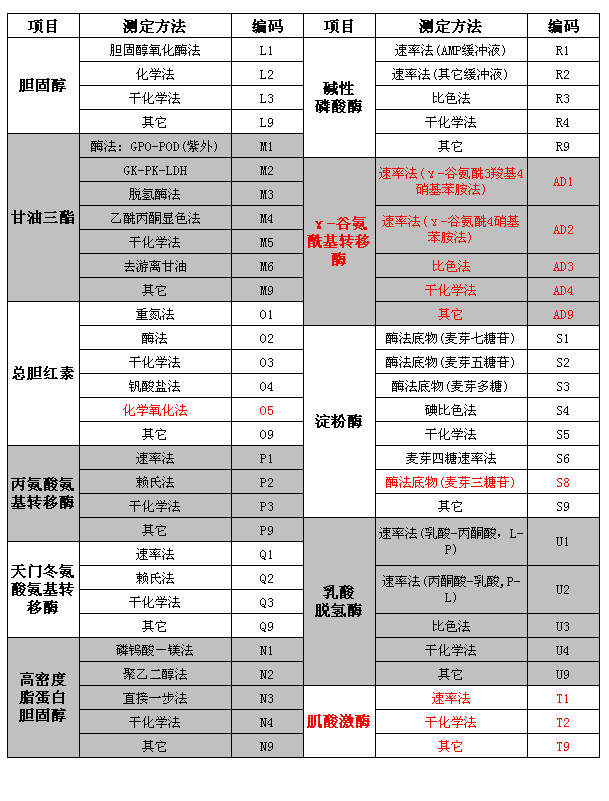 项目 测定方法 编码 项目 测定方法 编码
胆固醇
胆固醇氧化酶法 L1
化学法 L2
干化学法 L3
其它 L9
甘油三酯
酶法: GPO-POD(紫外) M1
GK-PK-LDH M2
脱氢酶法 M3
乙酰丙酮显色法 M4
干化学法 M5
去游离甘油 M6
其它 M9
总胆红素
重氮法 O1
酶法 O2
干化学法 O3
钒酸盐法 O4
化学氧化法 O5
其它 O9
丙氨酸氨
基转移酶
速率法 P1
赖氏法 P2
干化学法 P3
其它 P9
天门冬氨
酸氨基转
移酶
速率法 Q1
赖氏法 Q2
干化学法 Q3
其它 Q9
高密度
脂蛋白
胆固醇
磷钨酸一镁法 N1
聚乙二醇法 N2
直接一步法 N3
干化学法 N4
其它 N9
碱性
磷酸酶
速率法(AMP缓冲液) R1
速率法(其它缓冲液) R2
比色法 R3
干化学法 R4
其它 R9
γ-谷氨
酰基转移
酶
速率法(γ-谷氨酰3羧基4
硝基苯胺法) AD1
速率法(γ-谷氨酰4硝基
苯胺法) AD2
比色法 AD3
干化学法 AD4
其它 AD9
淀粉酶
酶法底物(麦芽七糖苷) S1
酶法底物(麦芽五糖苷) S2
酶法底物(麦芽多糖) S3
碘比色法 S4
干化学法 S5
麦芽四糖速率法 S6
酶法底物(麦芽三糖苷) S8
其它 S9
乳酸
脱氢酶
速率法(乳酸-丙酮酸, L-
P) U1
速率法(丙酮酸-乳酸,P-
L) U2
比色法 U3
干化学法 U4
其它 U9
肌酸激酶
速率法 T1
干化学法 T2
其它 T9